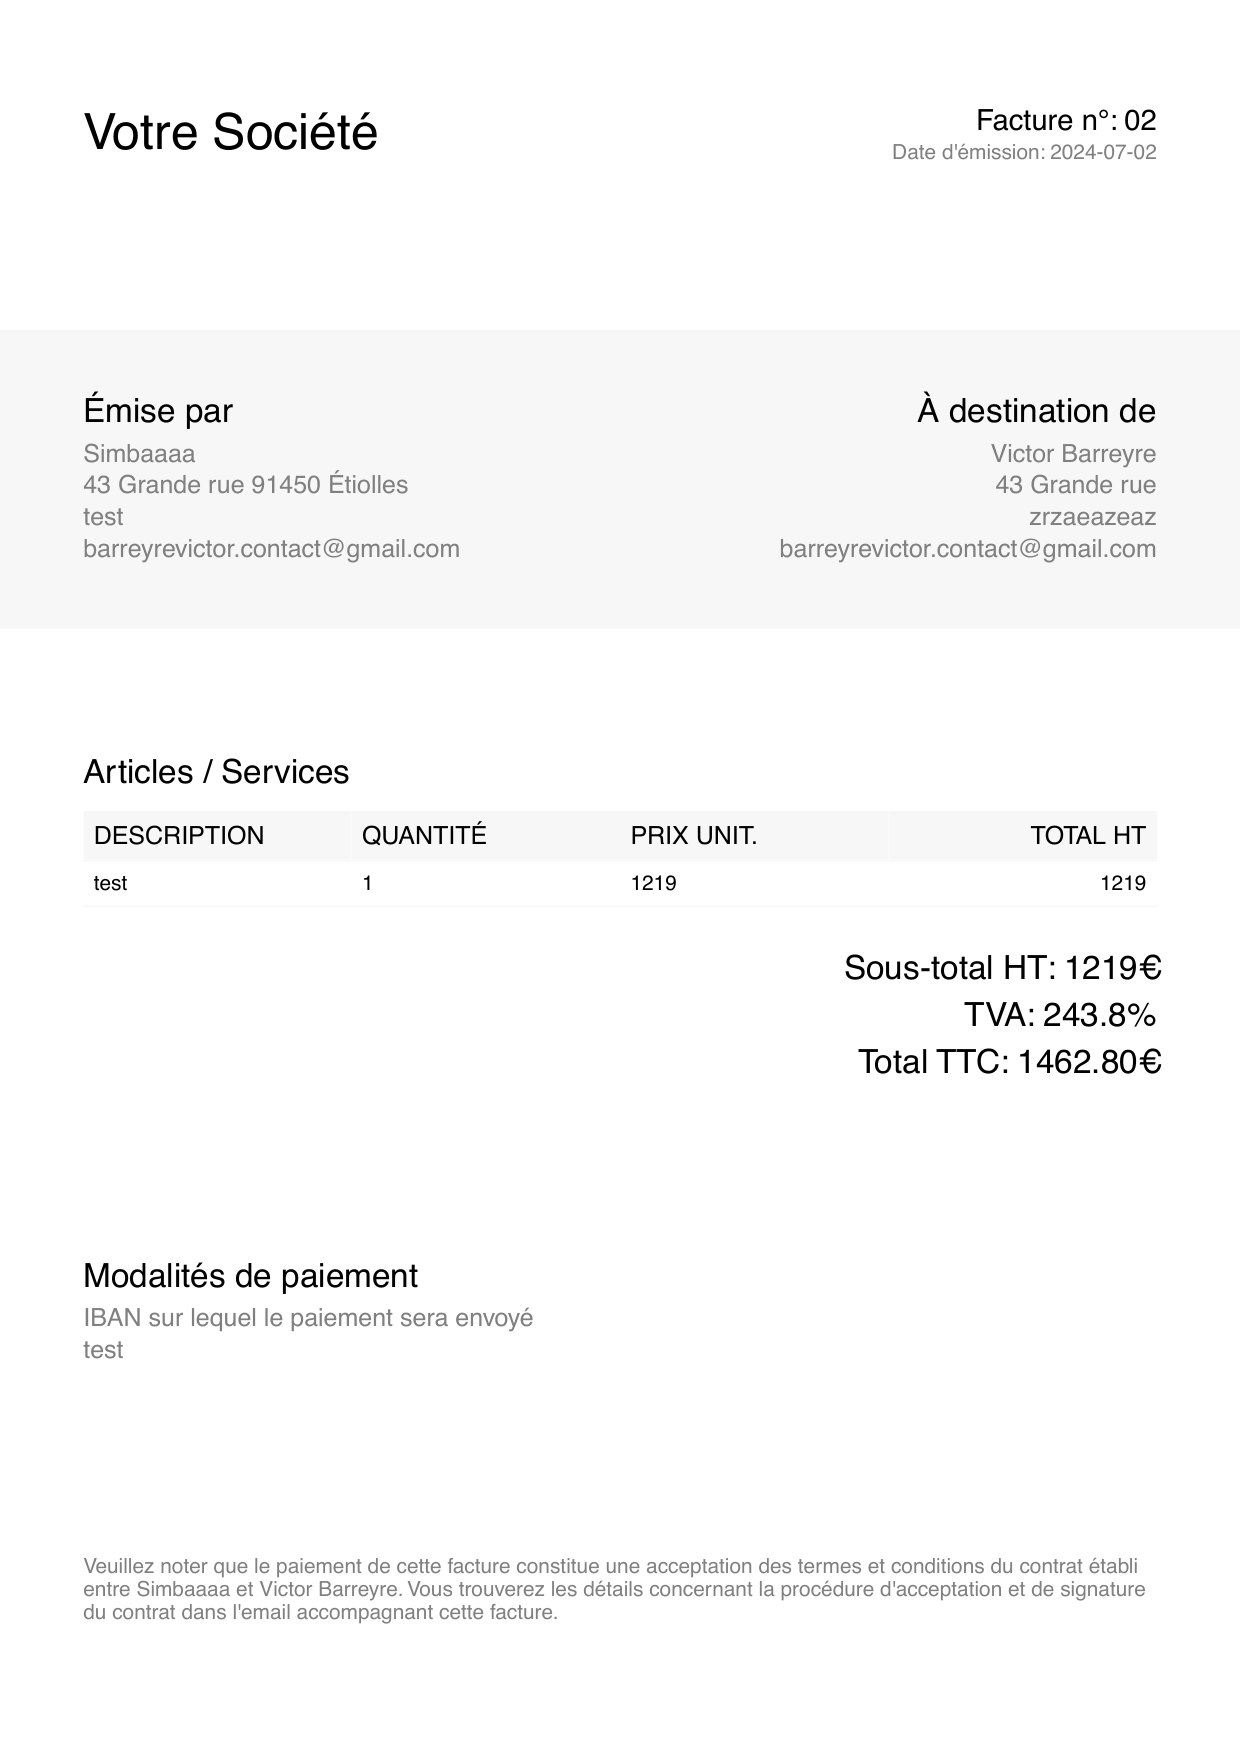 Votre Société
Facture n°: 02
Date d'émission: 2024-07-02
Émise par
Simbaaaa
43 Grande rue 91450 Étiolles
test
barreyrevictor.contact@gmail.com
À destination de
Victor Barreyre
43 Grande rue
zrzaeazeaz
barreyrevictor.contact@gmail.com
Articles / Services
DESCRIPTION QUANTITÉ PRIX UNIT. TOTAL HT
test 1 1219 1219
Sous-total HT: 1219€
TVA: 243.8%
Total TTC: 1462.80€
Modalités de paiement
IBAN sur lequel le paiement sera envoyé
test
Veuillez noter que le paiement de cette facture constitue une acceptation des termes et conditions du contrat établi
entre Simbaaaa et Victor Barreyre. Vous trouverez les détails concernant la procédure d'acceptation et de signature
du contrat dans l'email accompagnant cette facture.